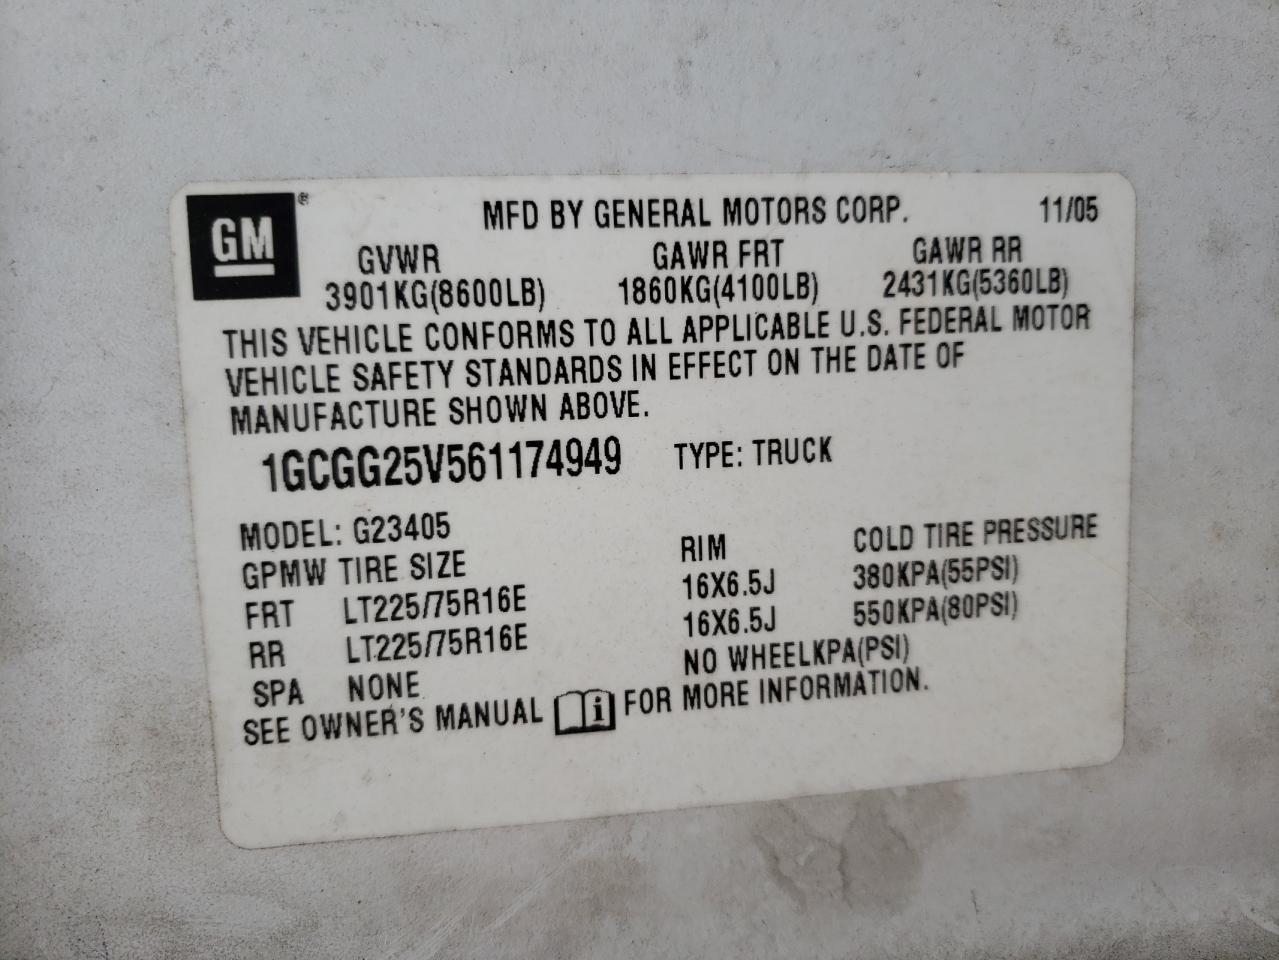 GM ® MFD BY GENERAL MOTORS CORP. 11/05
GVWR GAWR FRT GAWR RR
3901KG(8600LB) 1860KG(4100LB) 2431KG(5360LB)
THIS VEHICLE CONFORMS TO ALL APPLICABLE U.S. FEDERAL MOTOR
VEHICLE SAFETY STANDARDS IN EFFECT ON THE DATE OF
MANUFACTURE SHOWN ABOVE.
1GCGG25V561174949 TYPE: TRUCK
MODEL: G23405
GPMW TIRE SIZE RIM COLD TIRE PRESSURE
FRT LT225/75R16E 16X6.5J 380KPA(55PSI)
RR LT225/75R16E 16X6.5J 550KPA(80PSI)
SPA NONE NO WHEELKPA(PSI)
SEE OWNER'S MANUAL i FOR MORE INFORMATION.